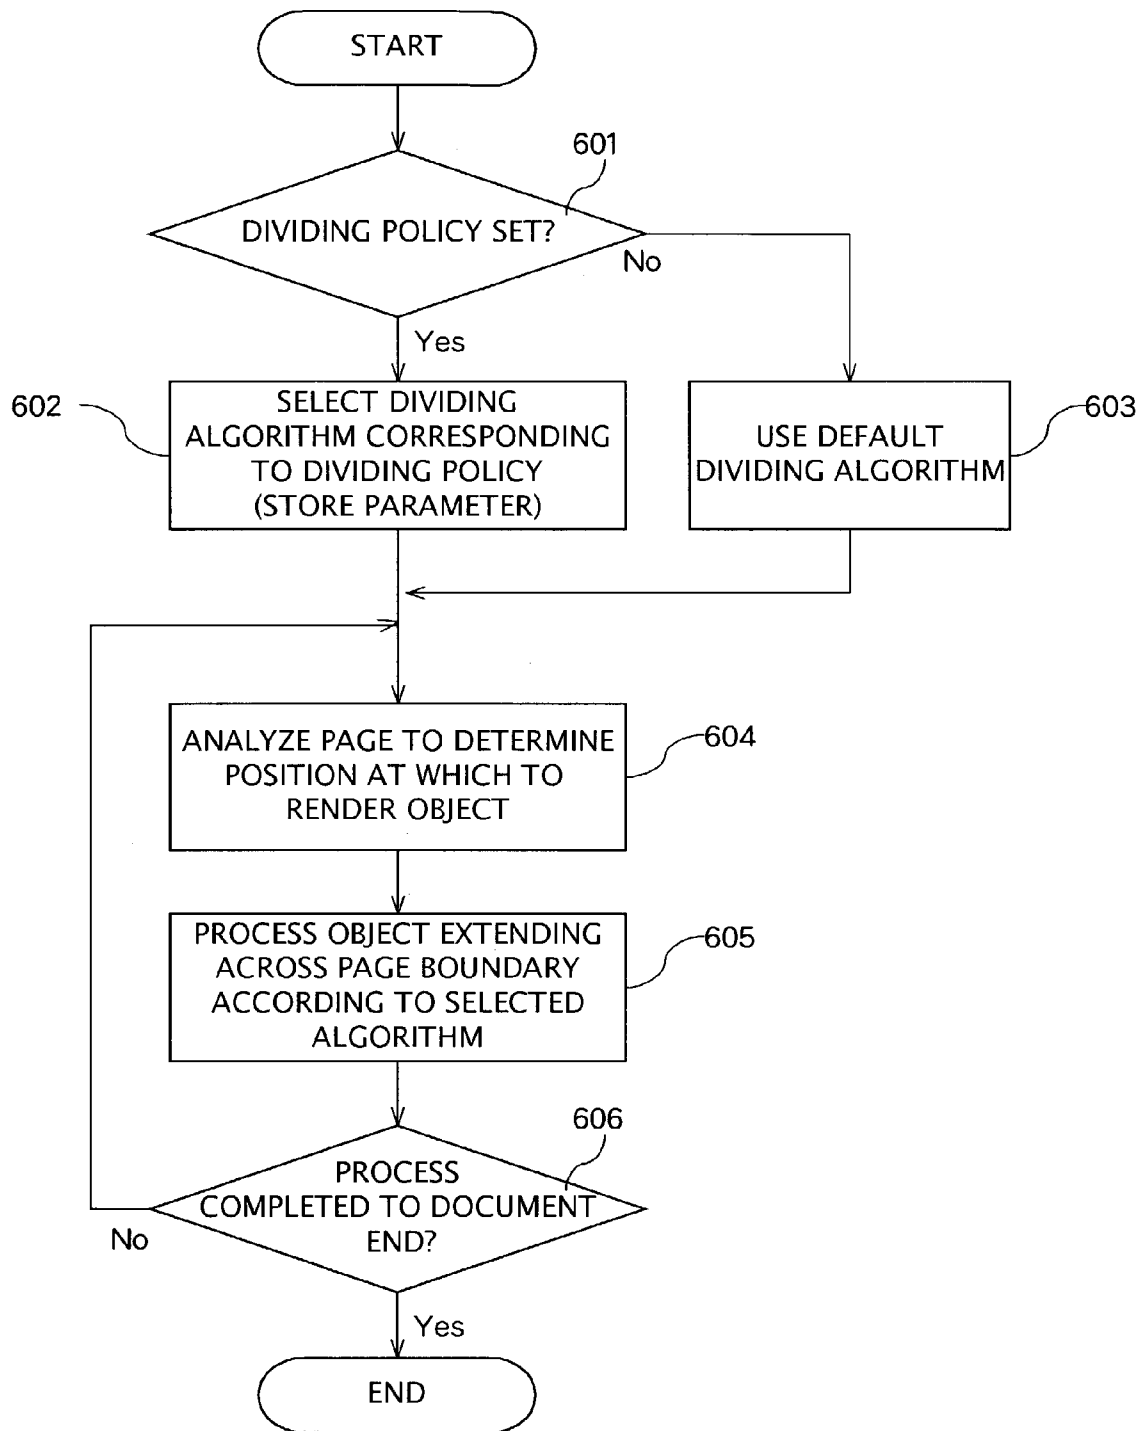 START
601
DIVIDING POLICY SET?
No
Yes
602
SELECT DIVIDING
ALGORITHM CORRESPONDING
TO DIVIDING POLICY
(STORE PARAMETER)
USE DEFAULT
DIVIDING ALGORITHM
603
ANALYZE PAGE TO DETERMINE
POSITION AT WHICH TO
RENDER OBJECT
604
PROCESS OBJECT EXTENDING
ACROSS PAGE BOUNDARY
ACCORDING TO SELECTED
ALGORITHM
605
606
PROCESS
COMPLETED TO DOCUMENT
END?
No
Yes
END